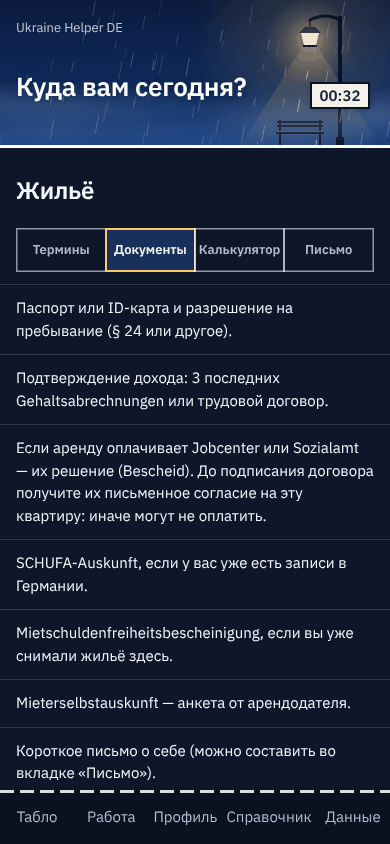 Ukraine Helper DE
Куда вам сегодня?
00:32
Жильё
Термины
Документы
Калькулятор
Письмо
Паспорт или ID-карта и разрешение на
пребывание (§ 24 или другое).
Подтверждение дохода: 3 последних
Gehaltsabrechnungen или трудовой договор.
Если аренду оплачивает Jobcenter или Sozialamt
— их решение (Bescheid). До подписания договора
получите их письменное согласие на эту
квартиру: иначе могут не оплатить.
SCHUFA-Auskunft, если у вас уже есть записи в
Германии.
Mietschuldenfreiheitsbescheinigung, если вы уже
снимали жильё здесь.
Mieterselbstauskunft — анкета от арендодателя.
Короткое письмо о себе (можно составить во
вкладке «Письмо»).
Табло
Работа
Профиль
Справочник
Данные